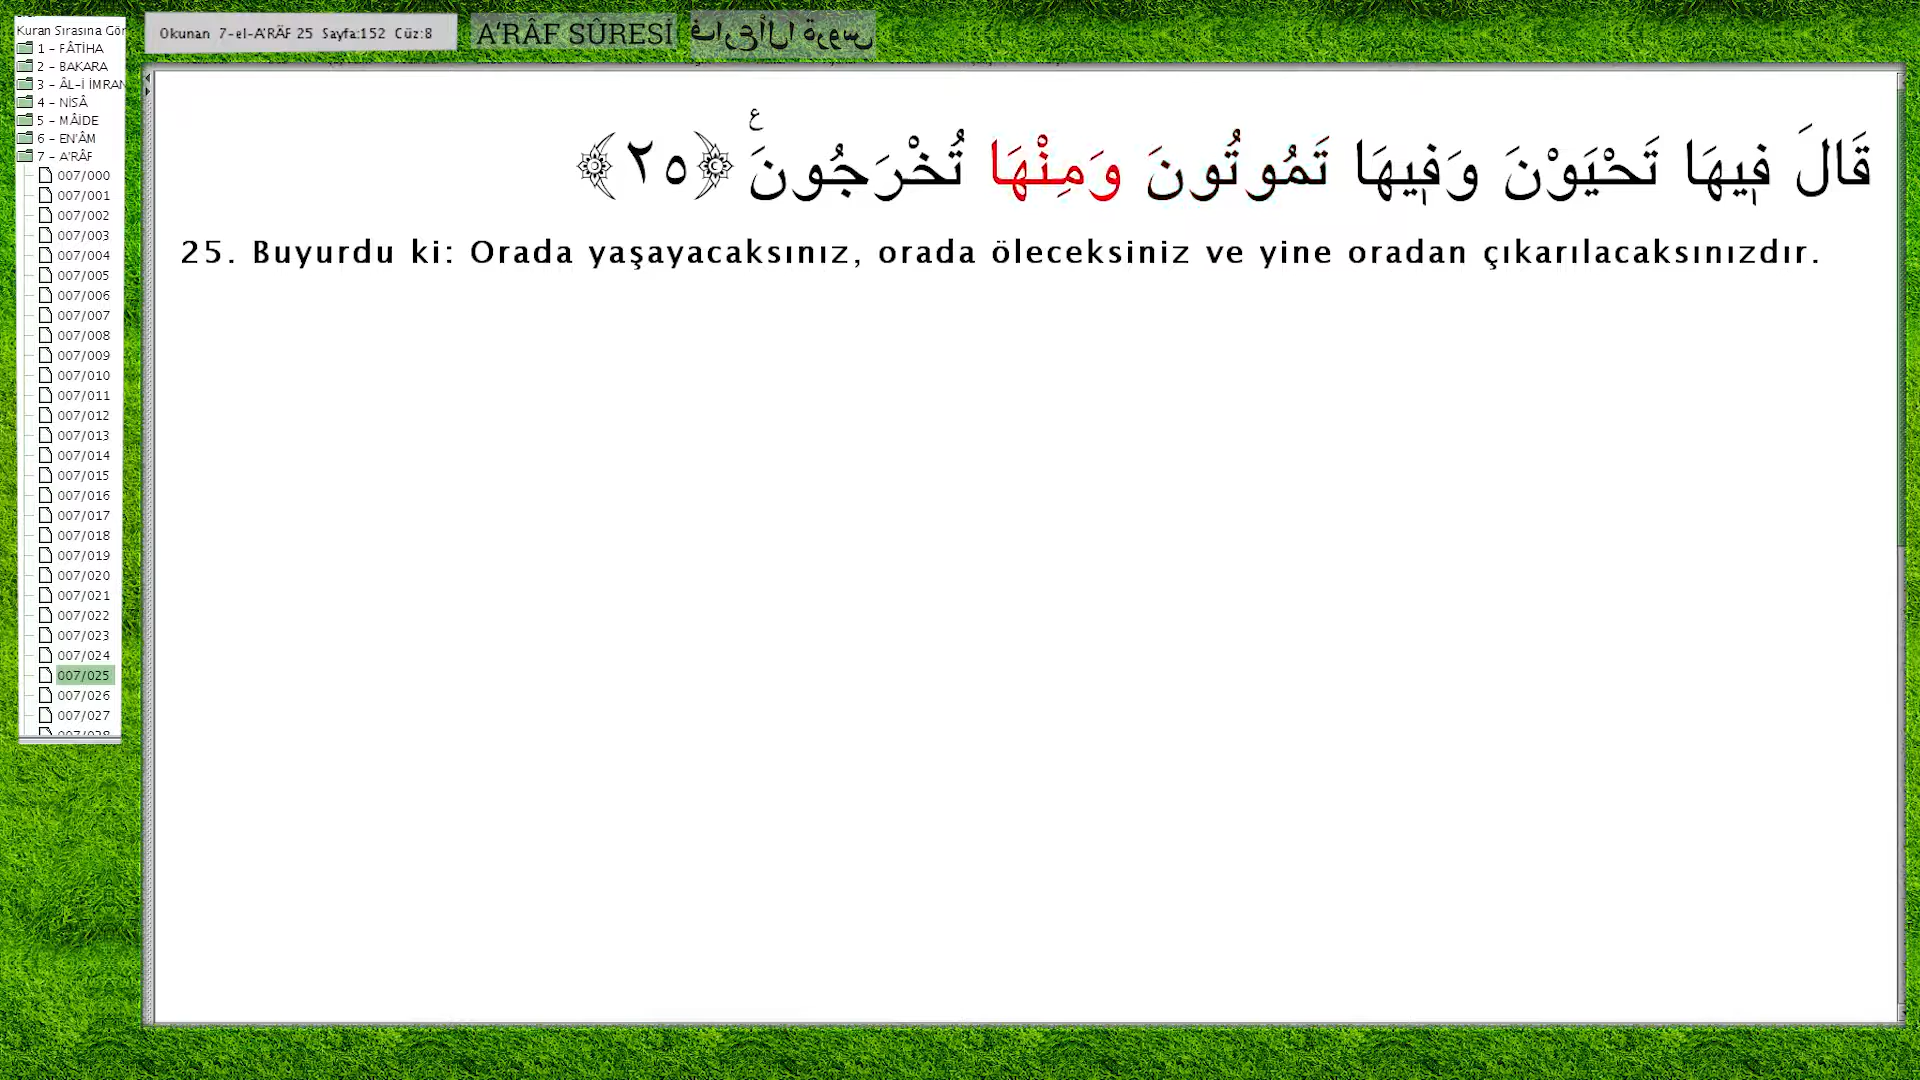 Kuran Sırasına Gör
1 - FÂTİHA
2 - BAKARA
3 - ÂL-İ İMRAN
4 - NİSÂ
5 - MÂİDE
6 - EN'ÂM
7 - A'RÂF
007/000
007/001
007/002
007/003
007/004
007/005
007/006
007/007
007/008
007/009
007/010
007/011
007/012
007/013
007/014
007/015
007/016
007/017
007/018
007/019
007/020
007/021
007/022
007/023
007/024
007/025
007/026
007/027
007/028
Okunan 7-el-A'RÂF 25 Sayfa:152 Cüz:8
A'RÂF SÛRESİ سورة الأعراف
قَالَ فٖيهَا تَحْيَوْنَ وَفٖيهَا تَمُوتُونَ وَمِنْهَا تُخْرَجُونَ ࣖ ﴿٢٥﴾
25. Buyurdu ki: Orada yaşayacaksınız, orada öleceksiniz ve yine oradan çıkarılacaksınızdır.